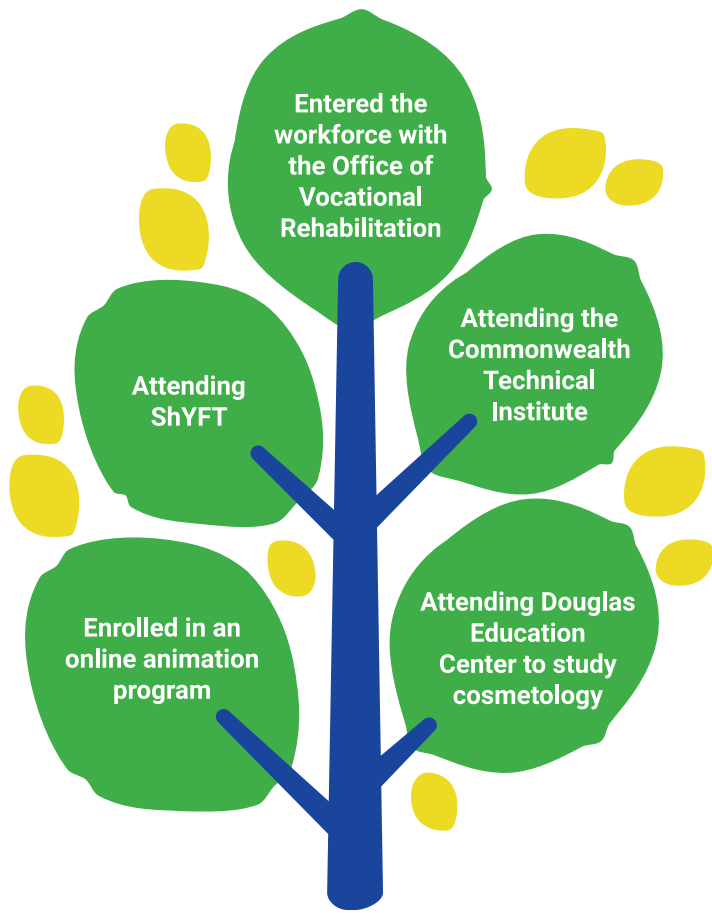 Entered the
workforce with
the Office of
Vocational
Rehabilitation
Attending
ShYFT
Attending the
Commonwealth
Technical
Institute
Enrolled in an
online animation
program
Attending Douglas
Education
Center to study
cosmetology